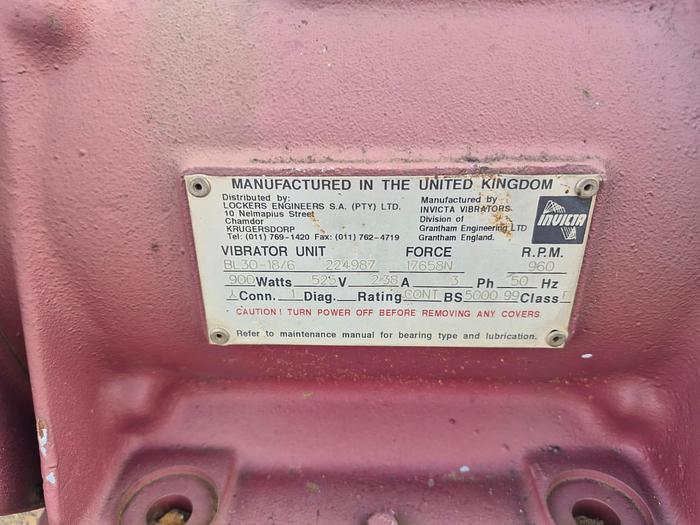 MANUFACTURED IN THE UNITED KINGDOM
Distributed by:
LOCKERS ENGINEERS S.A. (PTY) LTD.
10 Nelmapius Street
Chamdor
KRUGERSDORP
Tel: (011) 769-1420 Fax: (011) 762-4719
Manufactured by
INVICTA VIBRATORS
Division of
Grantham Engineering LTD
Grantham England.
INVICTA
VIBRATOR UNIT FORCE R.P.M.
BL30-18/6 224987 17658N 960
900 Watts 525 V 2.38 A 3 Ph 50 Hz
Conn. 1 Diag. Rating CONT BS 5000 99 Class F
CAUTION! TURN POWER OFF BEFORE REMOVING ANY COVERS.
Refer to maintenance manual for bearing type and lubrication.